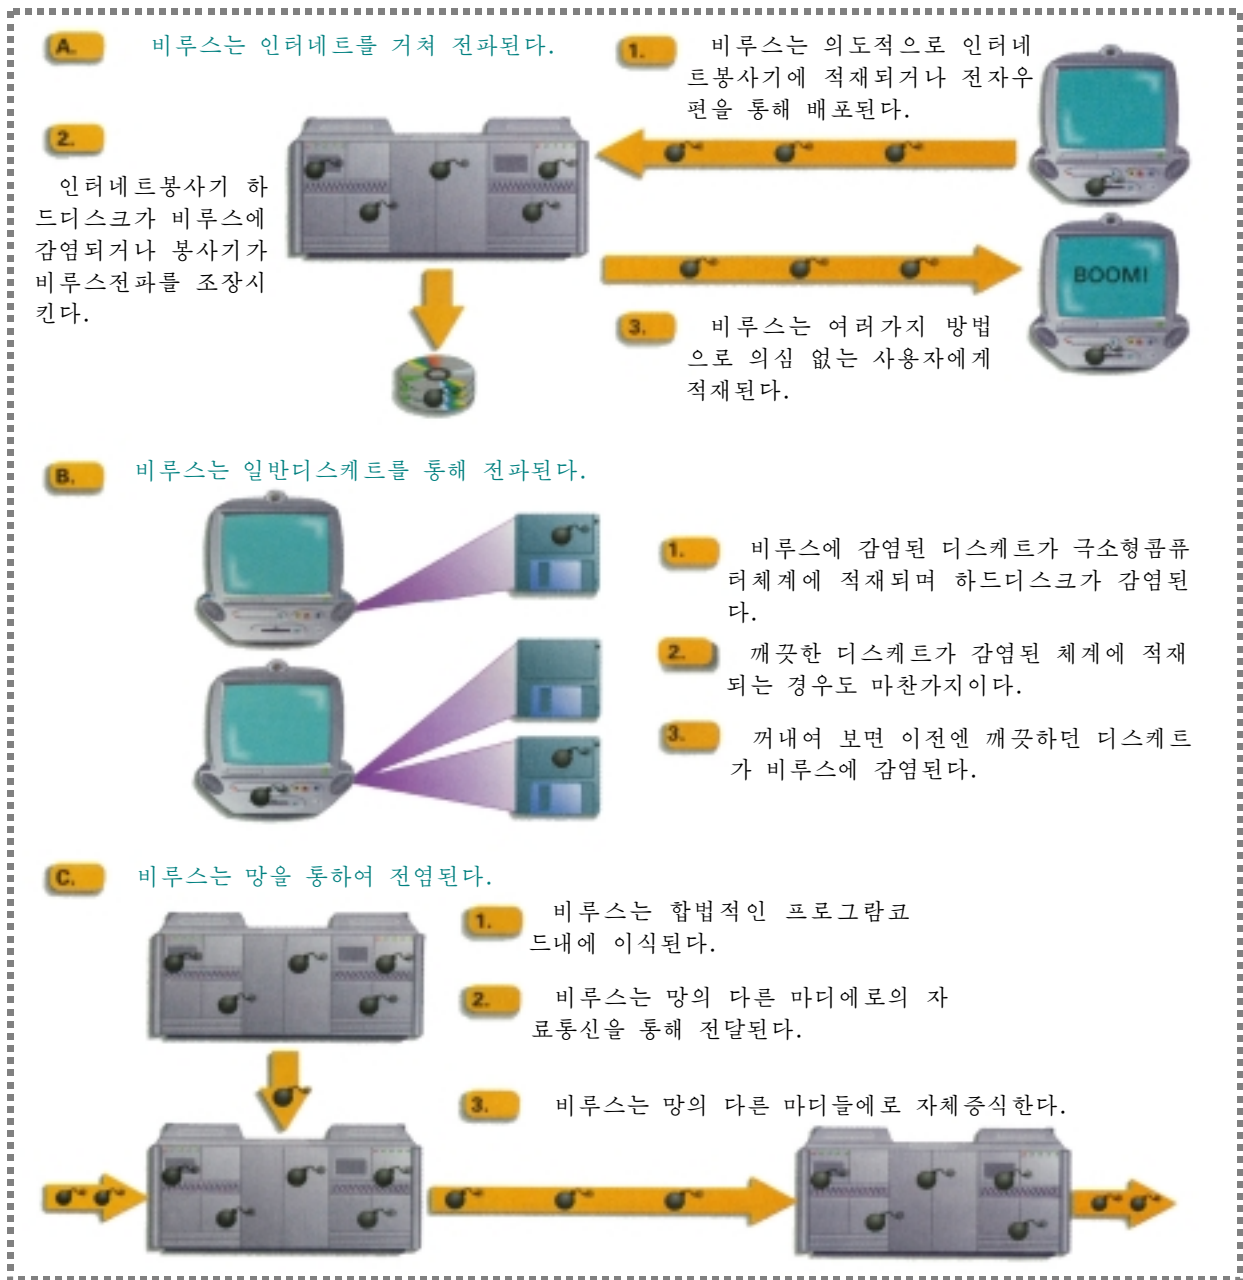 A.
비루스는 인터네트를 거쳐 전파된다.
1.
비루스는 의도적으로 인터네
트봉사기에 적재되거나 전자우
편을 통해 배포된다.
2.
인터네트봉사기 하
드디스크가 비루스에
감염되거나 봉사기가
비루스전파를 조장시
킨다.
BOOM!
3.
비루스는 여러가지 방법
으로 의심 없는 사용자에게
적재된다.
B.
비루스는 일반디스케트를 통해 전파된다.
1.
비루스에 감염된 디스케트가 극소형콤퓨
터체계에 적재되며 하드디스크가 감염된
다.
2.
깨끗한 디스케트가 감염된 체계에 적재
되는 경우도 마찬가지이다.
3.
꺼내여 보면 이전엔 깨끗하던 디스케트
가 비루스에 감염된다.
C.
비루스는 망을 통하여 전염된다.
1.
비루스는 합법적인 프로그람코
드내에 이식된다.
2.
비루스는 망의 다른 마디에로의 자
료통신을 통해 전달된다.
3.
비루스는 망의 다른 마디들에로 자체증식한다.